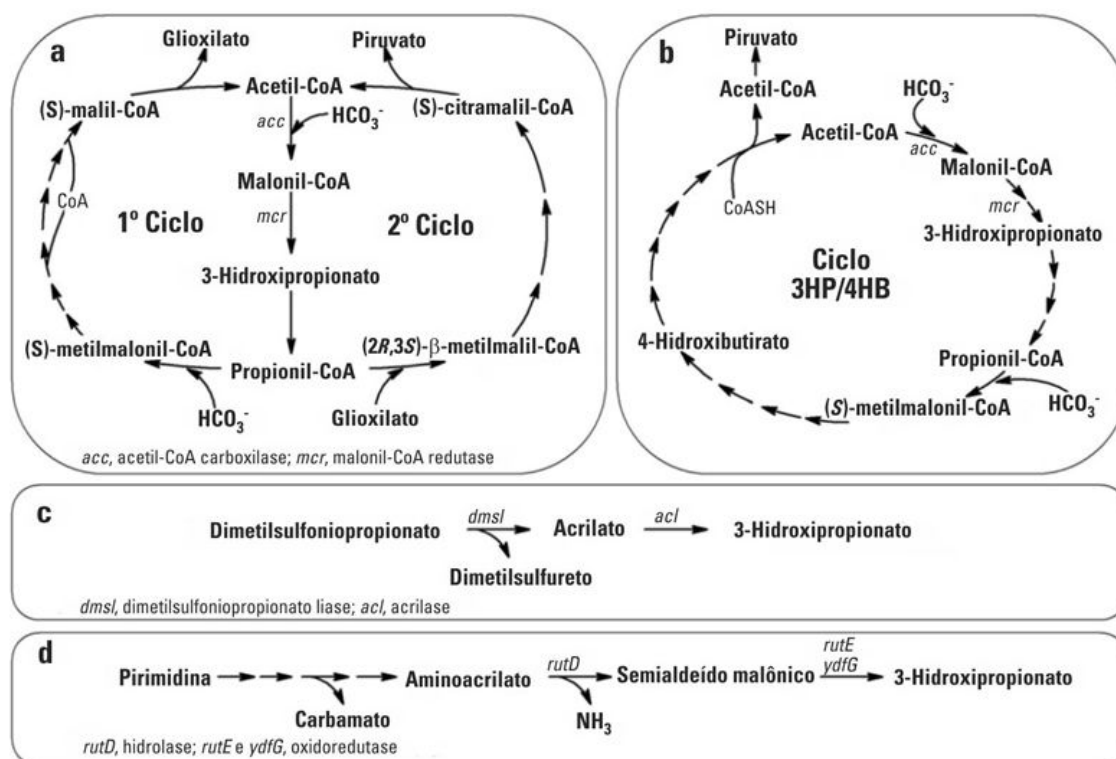 a
Glioxilato
Piruvato
Acetil-CoA
(S)-malil-CoA
acc
HCO3-
(S)-citramalil-CoA
Malonil-CoA
CoA
1º Ciclo
mcr
2º Ciclo
3-Hidroxipropionato
(S)-metilmalonil-CoA
(2R,3S)-β-metilmalil-CoA
Propionil-CoA
HCO3-
Glioxilato
acc, acetil-CoA carboxilase; mcr, malonil-CoA redutase
b
Piruvato
Acetil-CoA
HCO3-
Acetil-CoA
acc
Malonil-CoA
CoASH
mcr
3-Hidroxipropionato
Ciclo
3HP/4HB
4-Hidroxibutirato
Propionil-CoA
(S)-metilmalonil-CoA
HCO3-
c
Dimetilsulfoniopropionato
dmsl
Acrilato
acl
3-Hidroxipropionato
Dimetilsulfureto
dmsl, dimetilsulfoniopropionato liase; acl, acrilase
d
Pirimidina
Aminoacrilato
rutD
Semialdeído malônico
rutE
ydfG
3-Hidroxipropionato
Carbamato
NH3
rutD, hidrolase; rutE e ydfG, oxidoredutase